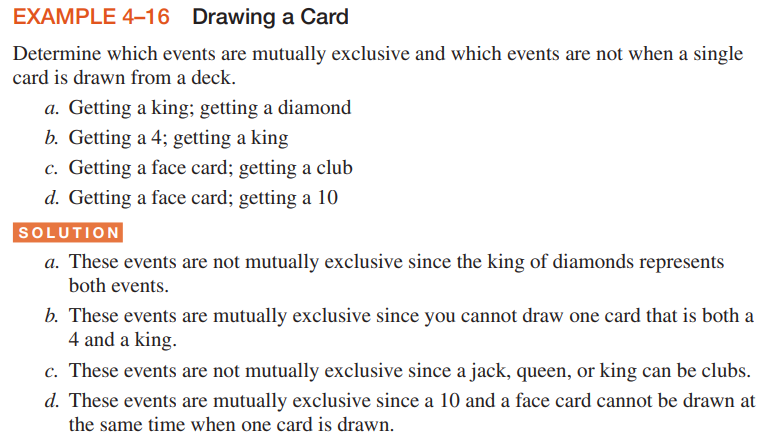 EXAMPLE 4–16 Drawing a Card
Determine which events are mutually exclusive and which events are not when a single
card is drawn from a deck.
a. Getting a king; getting a diamond
b. Getting a 4; getting a king
c. Getting a face card; getting a club
d. Getting a face card; getting a 10
SOLUTION
a. These events are not mutually exclusive since the king of diamonds represents
both events.
b. These events are mutually exclusive since you cannot draw one card that is both a
4 and a king.
c. These events are not mutually exclusive since a jack, queen, or king can be clubs.
d. These events are mutually exclusive since a 10 and a face card cannot be drawn at
the same time when one card is drawn.